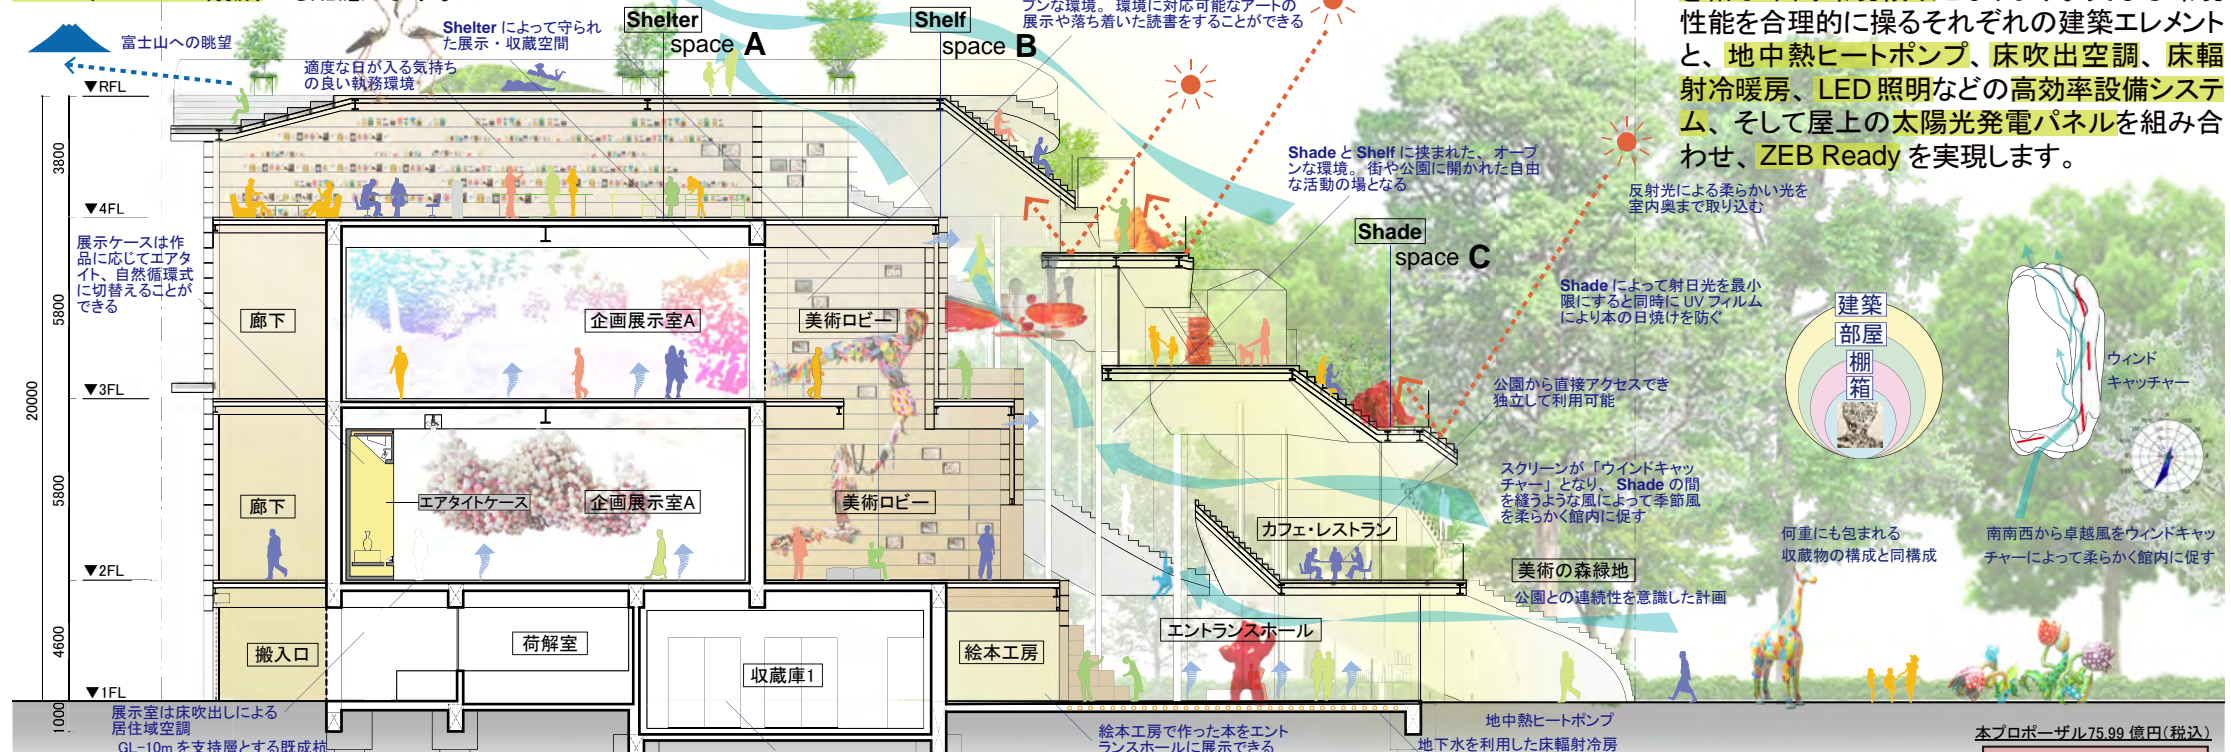 富士山への眺望
Shelter によって守られ
た展示・収蔵空間
適度な日が入る気持ち
の良い執務環境
Shelter
space A
Shelf
space B
プンな環境。環境に対応可能なアートの
展示や落ち着いた読書をすることができる
性能を合理的に操るそれぞれの建築エレメント
と、地中熱ヒートポンプ、床吹出空調、床輻
射冷暖房、LED 照明などの高効率設備システ
ム、そして屋上の太陽光発電パネルを組み合
わせ、ZEB Ready を実現します。
Shade と Shelf に挟まれた、オープ
ンな環境。街や公園に開かれた自由
な活動の場となる
反射光による柔らかい光を
室内奥まで取り込む
Shade
space C
Shade によって射日光を最小
限にすると同時に UV フィルム
により本の日焼けを防ぐ
公園から直接アクセスでき
独立して利用可能
スクリーンが「ウインドキャッ
チャー」となり、Shade の間
を縫うような風によって季節風
を柔らかく館内に促す
▼RFL
3800
▼4FL
5800
▼3FL
20000
5800
▼2FL
4600
▼1FL
1000
展示ケースは作
品に応じてエアタ
イト、自然循環式
に切替えることが
できる
廊下
企画展示室A
美術ロビー
廊下
エアタイトケース
企画展示室A
美術ロビー
カフェ・レストラン
美術の森緑地
公園との連続性を意識した計画
搬入口
荷解室
収蔵庫1
絵本工房
エントランスホール
建築
部屋
棚
箱
何重にも包まれる
収蔵物の構成と同構成
ウィンド
キャッチャー
南南西から卓越風をウィンドキャッ
チャーによって柔らかく館内に促す
展示室は床吹出しによる
居住域空調
GL-10m を支持層とする既成杭
絵本工房で作った本をエント
ランスホールに展示できる
地中熱ヒートポンプ
地下水を利用した床輻射冷房
本プロポーザル75.99 億円(税込)